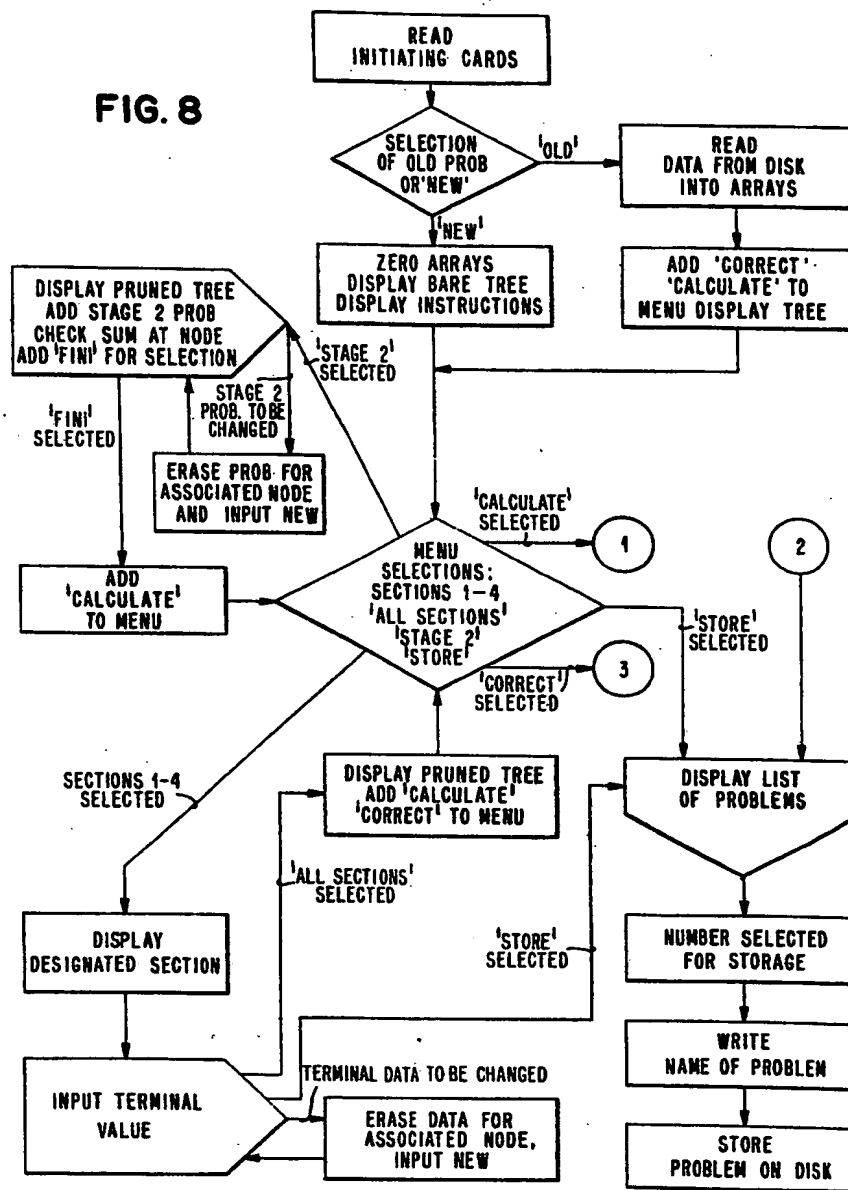 READ
INITIATING CARDS
FIG. 8
SELECTION
OF OLD PROB
OR 'NEW'
'OLD'
READ
DATA FROM DISK
INTO ARRAYS
'NEW'
ZERO ARRAYS
DISPLAY BARE TREE
DISPLAY INSTRUCTIONS
ADD 'CORRECT'
'CALCULATE' TO
MENU DISPLAY TREE
DISPLAY PRUNED TREE
ADD STAGE 2 PROB
CHECK SUM AT NODE
ADD 'FINI' FOR SELECTION
'STAGE 2'
SELECTED
STAGE 2
PROB. TO BE
CHANGED
'FINI'
SELECTED
ERASE PROB FOR
ASSOCIATED NODE
AND INPUT NEW
ADD
'CALCULATE'
TO MENU
MENU
SELECTIONS:
SECTIONS 1-4
'ALL SECTIONS'
'STAGE 2'
'STORE'
'CALCULATE'
SELECTED
1
2
'STORE'
SELECTED
'CORRECT'
SELECTED
3
SECTIONS 1-4
SELECTED
DISPLAY PRUNED TREE
ADD 'CALCULATE'
'CORRECT' TO MENU
DISPLAY LIST
OF PROBLEMS
'ALL SECTIONS'
SELECTED
DISPLAY
DESIGNATED SECTION
'STORE'
SELECTED
NUMBER SELECTED
FOR STORAGE
WRITE
NAME OF PROBLEM
INPUT TERMINAL
VALUE
TERMINAL DATA TO BE CHANGED
ERASE DATA FOR
ASSOCIATED NODE,
INPUT NEW
STORE
PROBLEM ON DISK